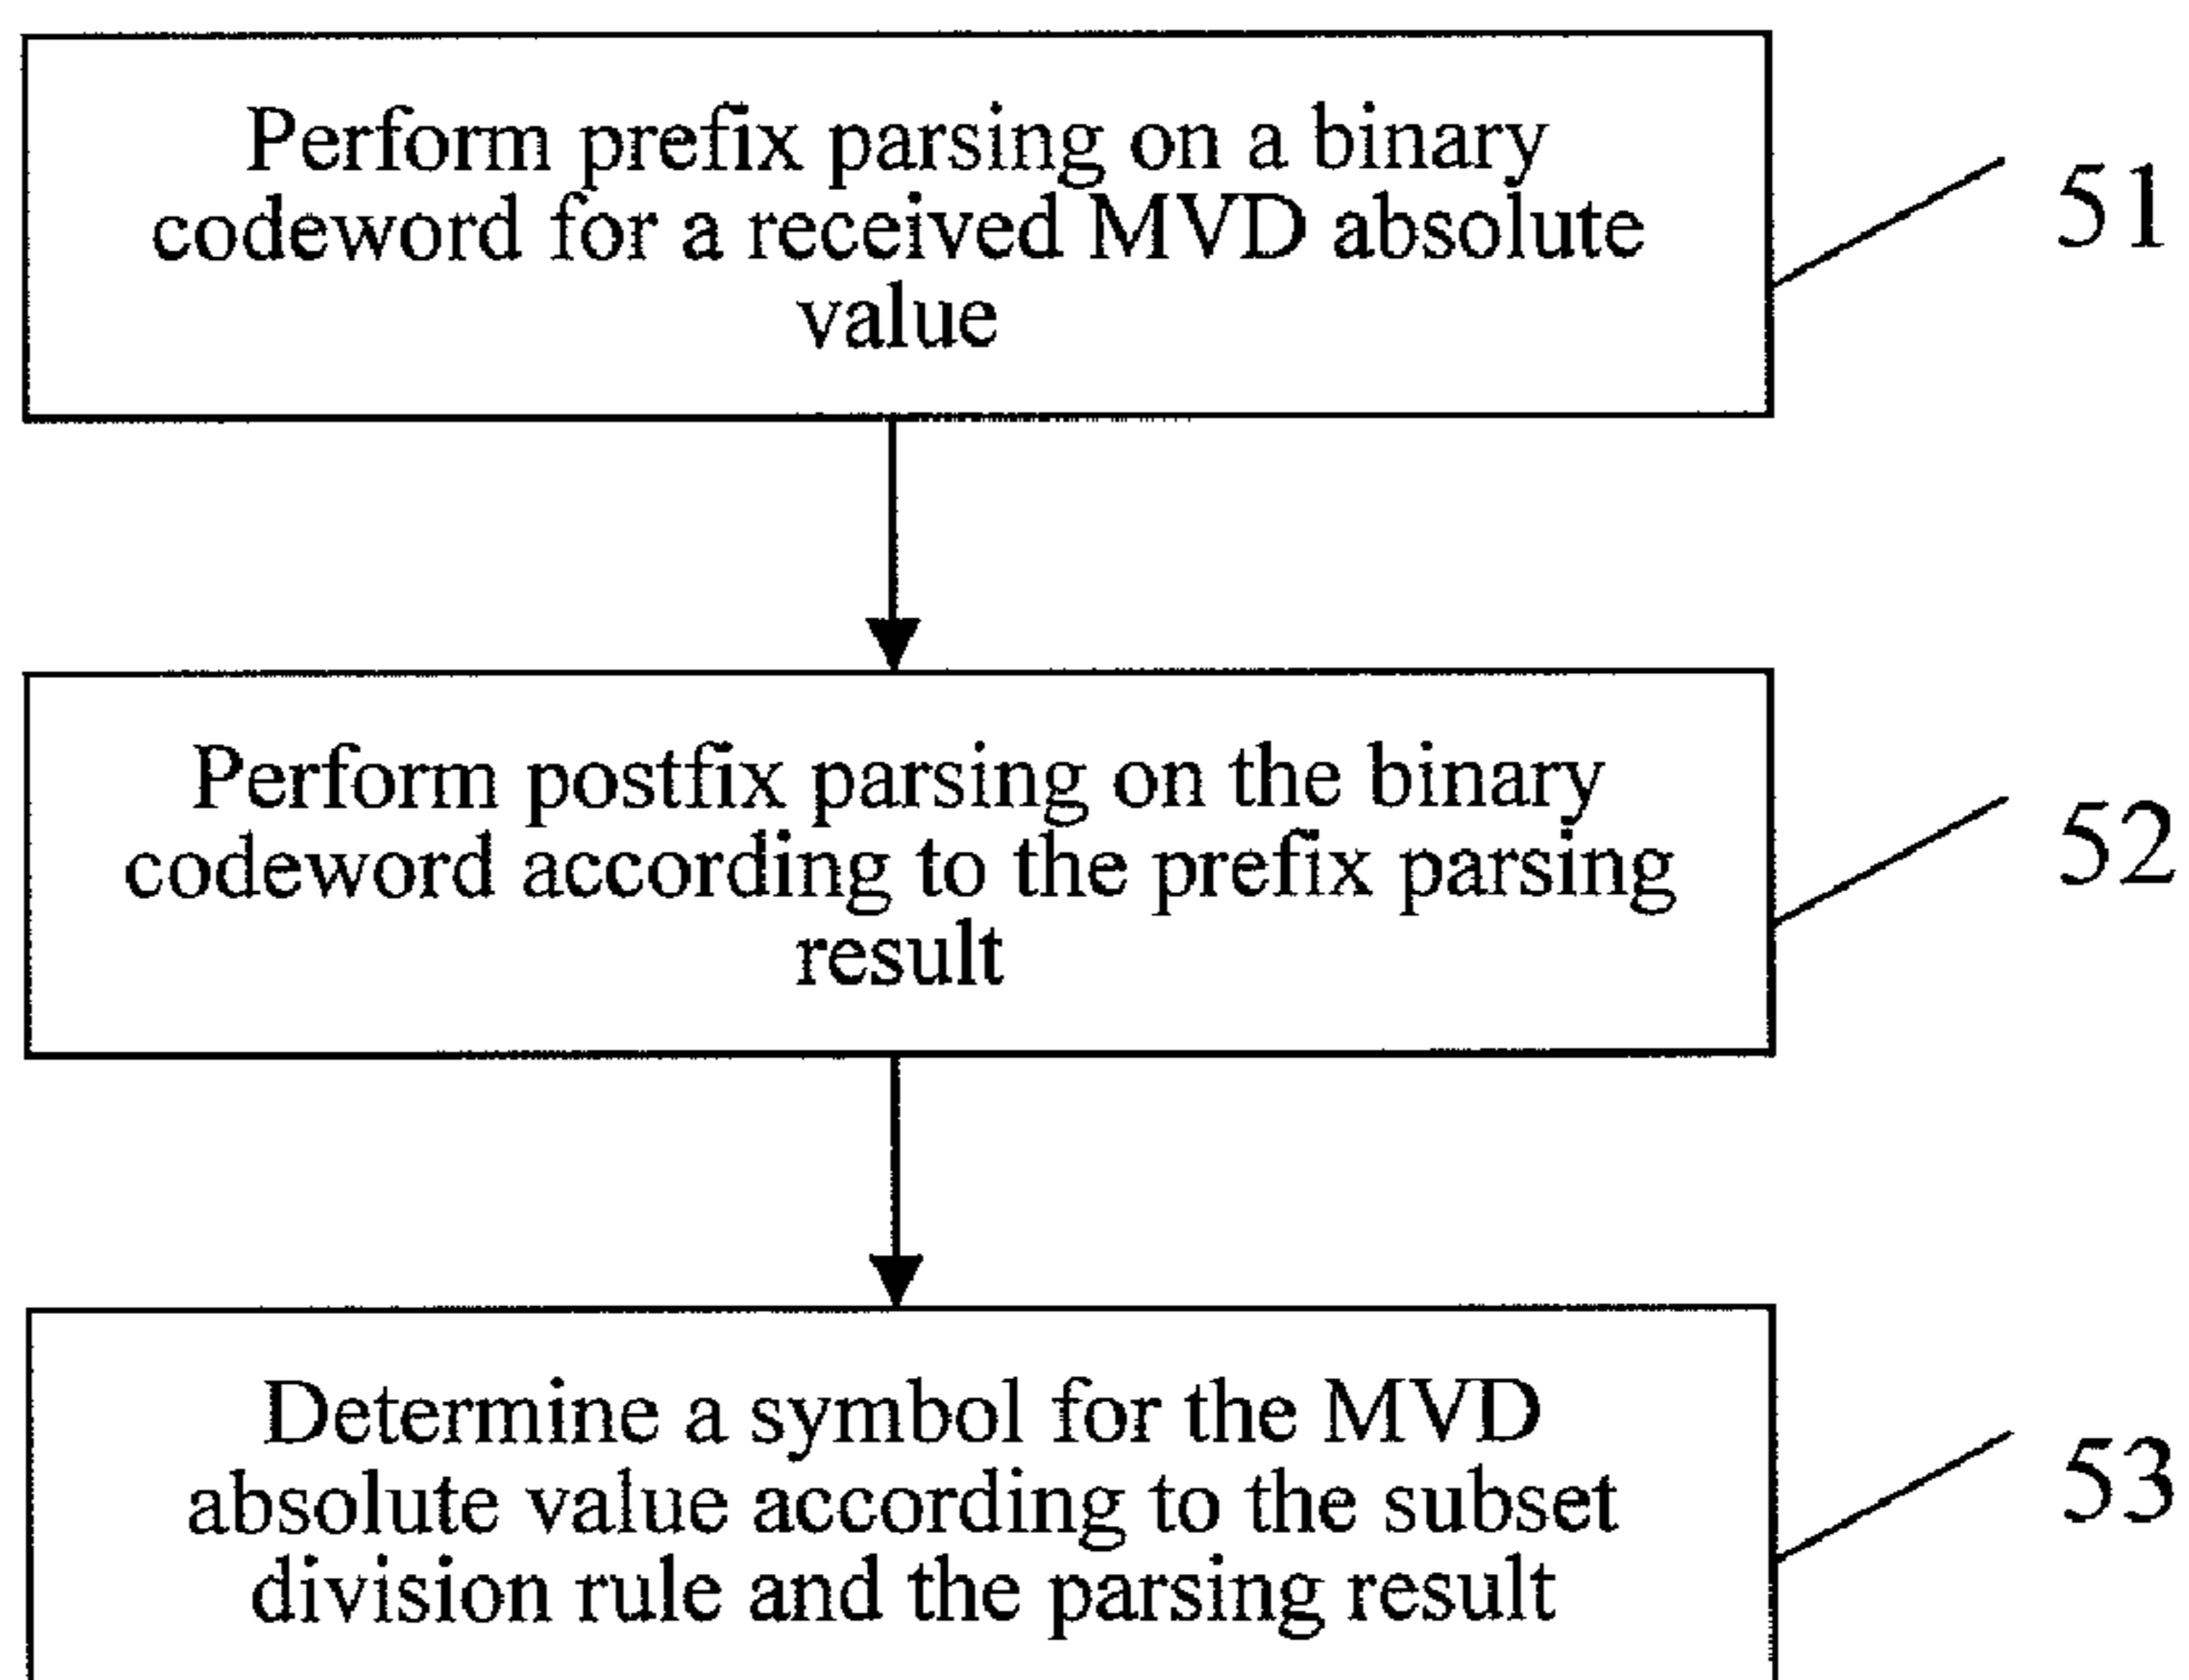 Perform prefix parsing on a binary
codeword for a received MVD absolute
value
51
Perform postfix parsing on the binary
codeword according to the prefix parsing
result
52
Determine a symbol for the MVD
absolute value according to the subset
division rule and the parsing result
53